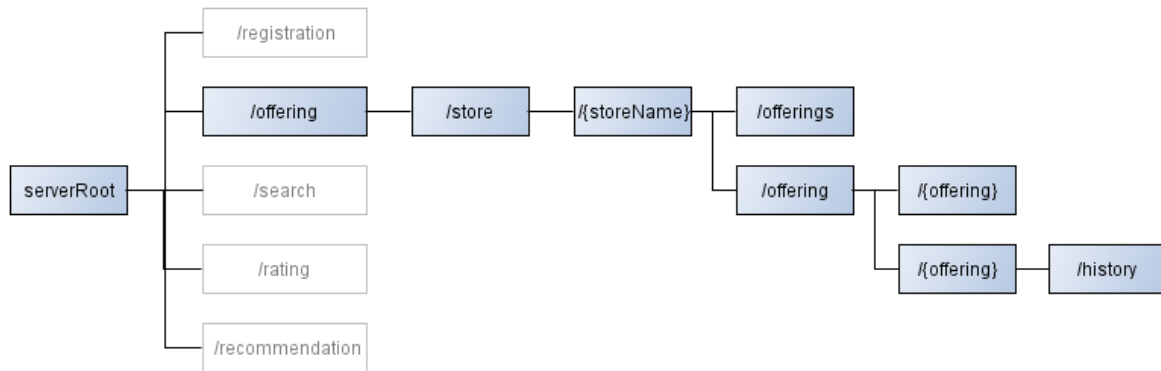 /registration
/offering
/store
/{storeName}
/offerings
serverRoot
/search
/offering
/{offering}
/rating
/{offering}
/history
/recommendation